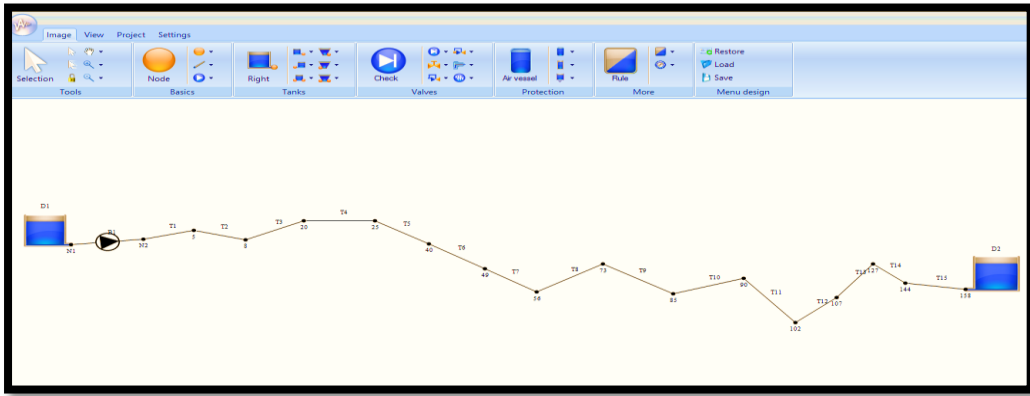 Image View Project Settings
Restore
Load
Selection Node Right Check Air vessel Rule Save
Tools Basics Tanks Valves Protection More Menu design
D1
T4
T3 20 25
T1 T5
T2
N2 5 8 40
N1
T6
D2
49 T7 T8 73 T9 T10 127 T14
T15
56 85 90 T11 144 158
T12 107
102